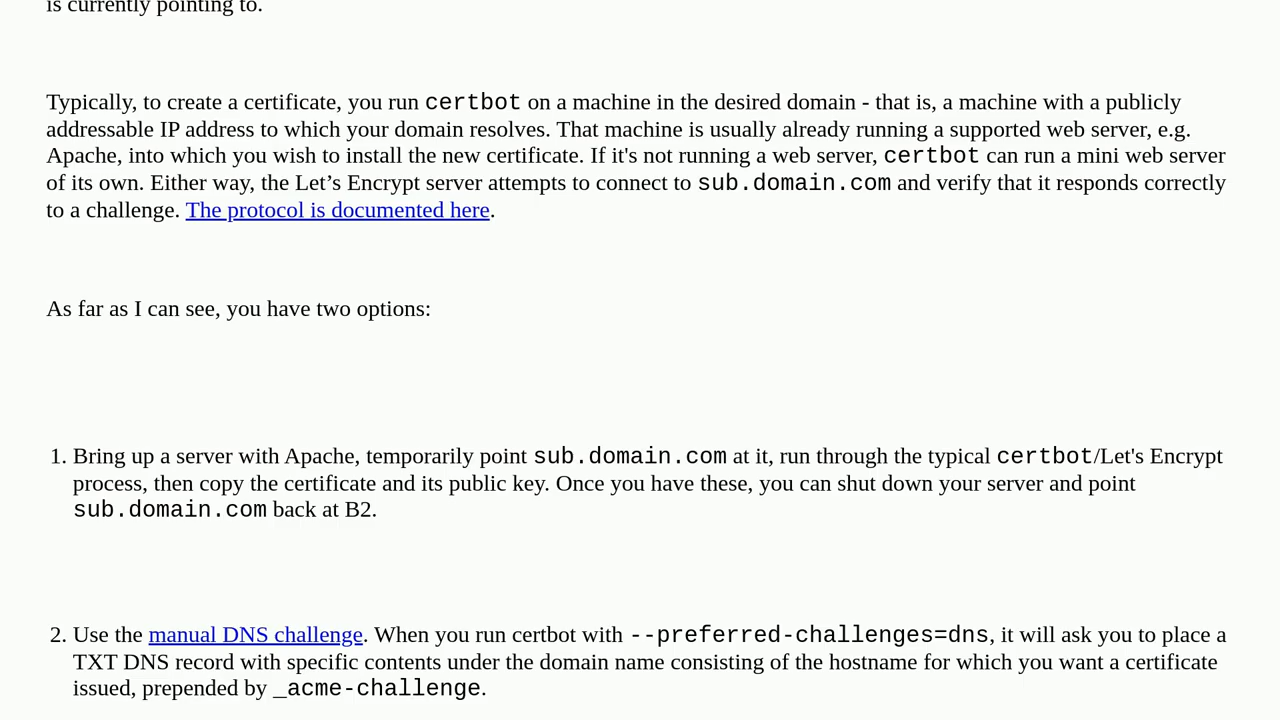 is currently pointing to.
Typically, to create a certificate, you run certbot on a machine in the desired domain - that is, a machine with a publicly
addressable IP address to which your domain resolves. That machine is usually already running a supported web server, e.g.
Apache, into which you wish to install the new certificate. If it's not running a web server, certbot can run a mini web server
of its own. Either way, the Let’s Encrypt server attempts to connect to sub.domain.com and verify that it responds correctly
to a challenge. The protocol is documented here.
As far as I can see, you have two options:
1. Bring up a server with Apache, temporarily point sub.domain.com at it, run through the typical certbot/Let's Encrypt
process, then copy the certificate and its public key. Once you have these, you can shut down your server and point
sub.domain.com back at B2.
2. Use the manual DNS challenge. When you run certbot with --preferred-challenges=dns, it will ask you to place a
TXT DNS record with specific contents under the domain name consisting of the hostname for which you want a certificate
issued, prepended by _acme-challenge.